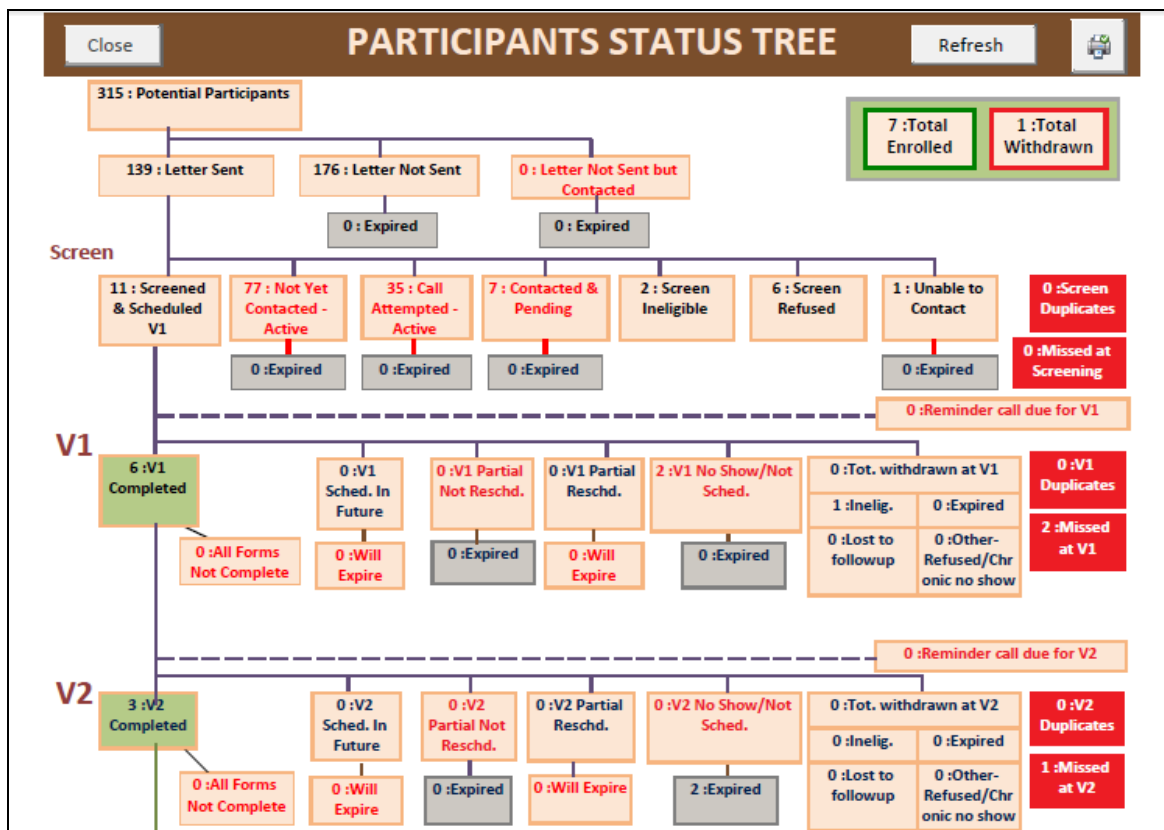 Close
PARTICIPANTS STATUS TREE
Refresh
315 : Potential Participants
7 :Total
Enrolled
1 :Total
Withdrawn
139 : Letter Sent
176 : Letter Not Sent
0 : Letter Not Sent but
Contacted
0 : Expired
0 : Expired
Screen
11 : Screened
& Scheduled
V1
77 : Not Yet
Contacted -
Active
35 : Call
Attempted -
Active
7 : Contacted &
Pending
2 : Screen
Ineligible
6 : Screen
Refused
1 : Unable to
Contact
0 :Screen
Duplicates
0 :Expired
0 :Expired
0 :Expired
0 :Expired
0 :Missed at
Screening
0 :Reminder call due for V1
V1
6 :V1
Completed
0 :V1
Sched. In
Future
0 :V1 Partial
Not Reschd.
0 :V1 Partial
Reschd.
2 :V1 No Show/Not
Sched.
0 :Tot. withdrawn at V1
1 :Inelig.
0 :Expired
0 :Lost to
followup
0 :Other-
Refused/Chr
onic no show
0 :V1
Duplicates
2 :Missed
at V1
0 :All Forms
Not Complete
0 :Will
Expire
0 :Expired
0 :Will
Expire
0 :Expired
0 :Reminder call due for V2
V2
3 :V2
Completed
0 :V2
Sched. In
Future
0 :V2
Partial Not
Reschd.
0 :V2 Partial
Reschd.
0 :V2 No Show/Not
Sched.
0 :Tot. withdrawn at V2
0 :Inelig.
0 :Expired
0 :Lost to
followup
0 :Other-
Refused/Chr
onic no show
0 :V2
Duplicates
1 :Missed
at V2
0 :All Forms
Not Complete
0 :Will
Expire
0 :Expired
0 :Will Expire
2 :Expired